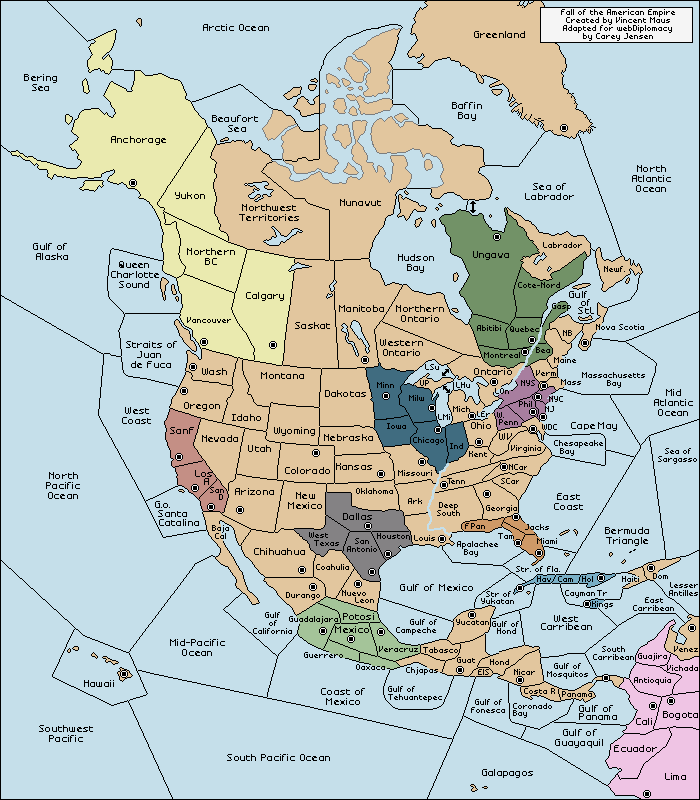 Fall of the American Empire
Created by Vincent Maus
Adapted for webDiplomacy
by Carey Jensen
Arctic Ocean
Greenland
Bering
Sea
Beaufort
Sea
Baffin
Bay
Anchorage
North
Atlantic
Ocean
Sea of
Labrador
Yukon
Northwest
Territories
Nunavut
Gulf of
Alaska
Queen
Charlotte
Sound
Northern
BC
Hudson
Bay
Ungava
Labrador
Newf.
Calgary
Cote-Nord
Gulf
of
StL
Gasp
Vancouver
Saskat
Manitoba
Northern
Ontario
Abitibi
Quebec
NB
Nova Scotia
Straits of
Juan
de Fuca
Western
Ontario
Montreal
Bea
Maine
Wash
Montana
LSu
UP
LHu
Ontario
Verm
Mass
Massachusetts
Bay
Oregon
Idaho
Dakotas
Minn
Milw
LMi
Mich
LEr
LOn
NYS
NYC
NJ
Phil
W.
Penn
WDC
Cape May
Mid
Atlantic
Ocean
West
Coast
SanF
Nevada
Utah
Wyoming
Nebraska
Iowa
Chicago
Ind
Ohio
WV
Virginia
Chesapeake
Bay
Sea of
Sargasso
North
Pacific
Ocean
Los
A
San
D
Colorado
Kansas
Missouri
Kent
Tenn
NCar
SCar
G.o.
Santa
Catalina
Baja
Cal
Arizona
New
Mexico
Oklahoma
Ark
Deep
South
Georgia
East
Coast
Dallas
West
Texas
San
Antonio
Houston
Louis
F Pan
Jacks
Tam
Miami
Apalachee
Bay
Bermuda
Triangle
Chihuahua
Coahuila
Durango
Nuevo
Leon
Gulf of Mexico
Str. of Fla.
Hav
Cam
Hol
Haiti
Dom
Lesser
Antilles
Str of
Yukatan
Cayman Tr
Kings
East
Carribean
Gulf
of
California
Guadalajara
Potosi
Mexico
Veracruz
Guerrero
Oaxaca
Gulf of
Campeche
Yucatan
Gulf
of
Hond
West
Carribean
Mid-Pacific
Ocean
Tabasco
Chjapas
Guat
Hond
ElS
Nicar
Gulf of
Mosquitos
South
Carribean
Guajira
Venez
Vichada
Antioquia
Hawaii
Coast of
Mexico
Gulf of
Tehuantepec
Gulf of
Fonesca
Costa R
Panama
Coronado
Bay
Gulf of
Panama
Cali
Bogota
Southwest
Pacific
Gulf of
Guayaquil
Ecuador
South Pacific Ocean
Galapagos
Lima